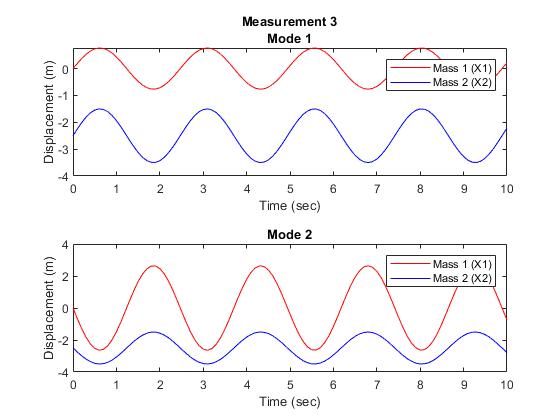 Measurement 3
Mode 1
Displacement (m)
0
-1
-2
-3
-4
Mass 1 (X1)
Mass 2 (X2)
0 1 2 3 4 5 6 7 8 9 10
Time (sec)
Mode 2
Displacement (m)
4
2
0
-2
-4
Mass 1 (X1)
Mass 2 (X2)
0 1 2 3 4 5 6 7 8 9 10
Time (sec)